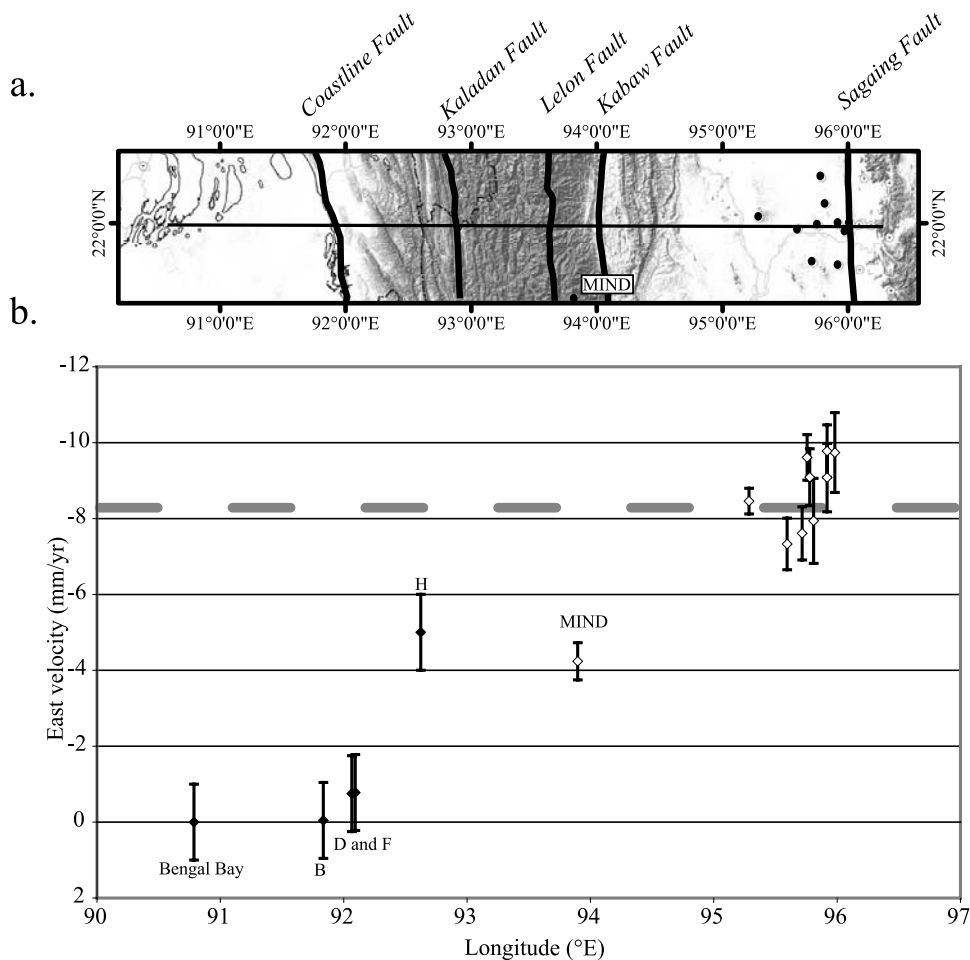 a.
Coastline Fault
Kaladan Fault
Lelon Fault
Kabaw Fault
Sagaing Fault
91°0'0"E 92°0'0"E 93°0'0"E 94°0'0"E 95°0'0"E 96°0'0"E
22°0'0"N
22°0'0"N
MIND
91°0'0"E 92°0'0"E 93°0'0"E 94°0'0"E 95°0'0"E 96°0'0"E
b.
East velocity (mm/yr)
-12
-10
-8
-6
-4
-2
0
2
H
MIND
D and F
Bengal Bay
B
90 91 92 93 94 95 96 97
Longitude (°E)